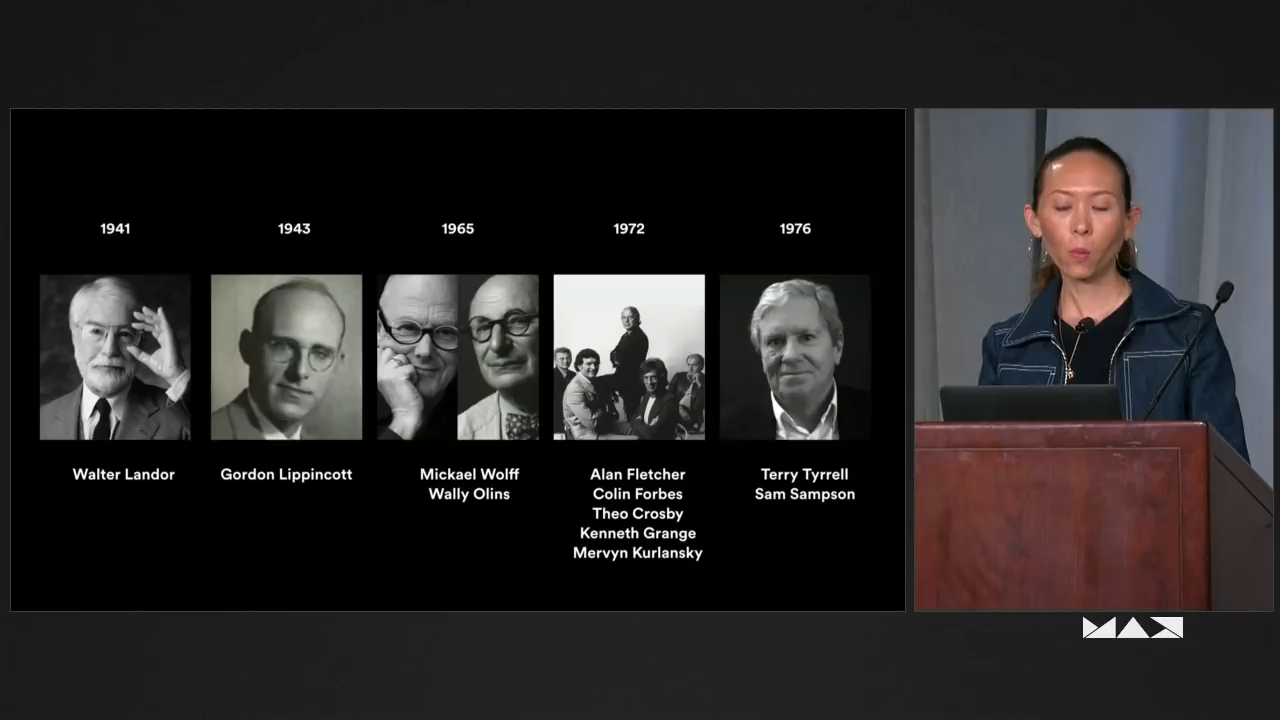 1941
1943
1965
1972
1976
Walter Landor
Gordon Lippincott
Mickael Wolff
Wally Olins
Alan Fletcher
Colin Forbes
Theo Crosby
Kenneth Grange
Mervyn Kurlansky
Terry Tyrrell
Sam Sampson
MAX